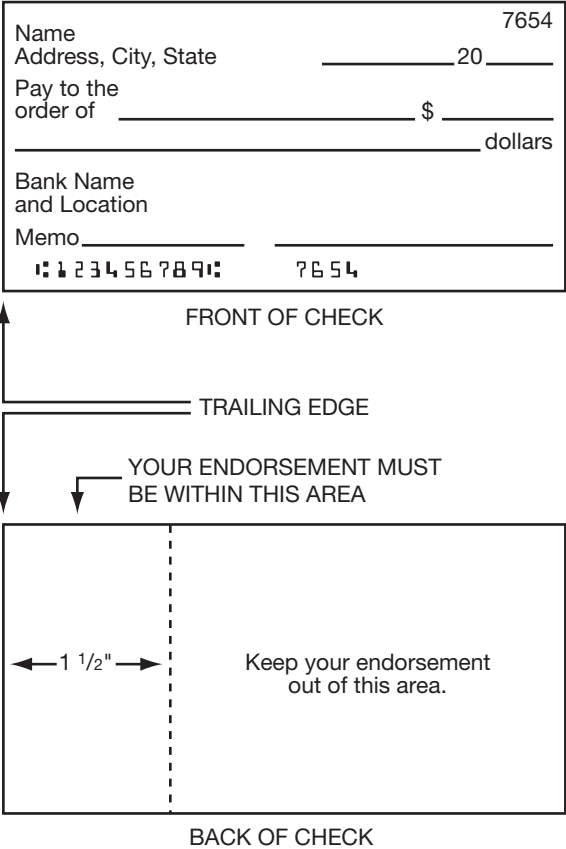 7654
Name
Address, City, State 20
Pay to the
order of $
dollars
Bank Name
and Location
Memo
⑆123456789⑆ 7654
FRONT OF CHECK
TRAILING EDGE
YOUR ENDORSEMENT MUST
BE WITHIN THIS AREA
1 1/2"
Keep your endorsement
out of this area.
BACK OF CHECK